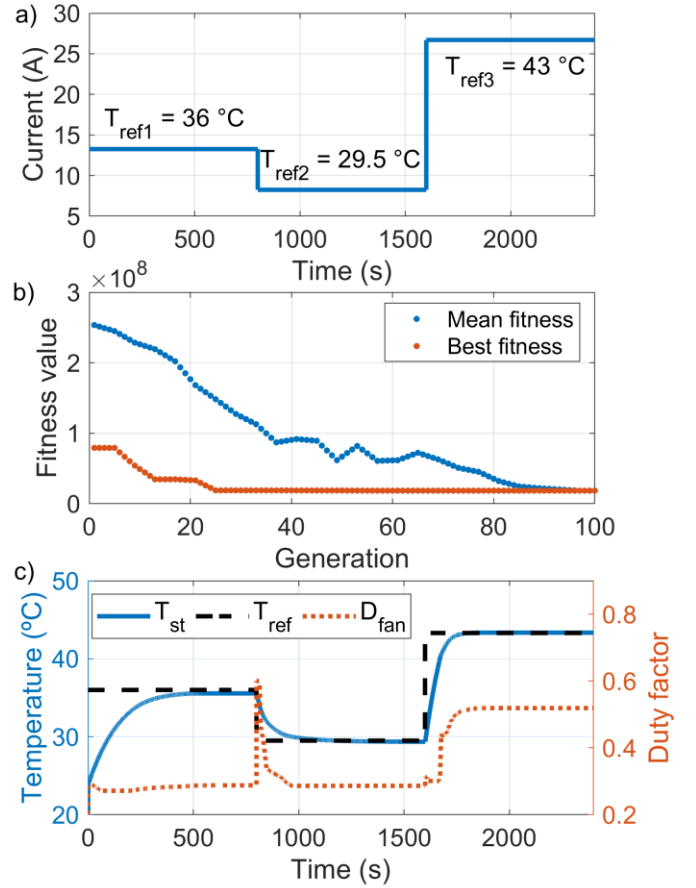 a)
30
25
20
15
10
5
Current (A)
T_ref1 = 36 °C
T_ref2 = 29.5 °C
T_ref3 = 43 °C
0 500 1000 1500 2000
Time (s)
b)
×10^8
3
2
1
0
Fitness value
Mean fitness
Best fitness
0 20 40 60 80 100
Generation
c)
50
40
30
20
Temperature (ºC)
T_st T_ref D_fan
0.8
0.6
0.4
0.2
Duty factor
0 500 1000 1500 2000
Time (s)